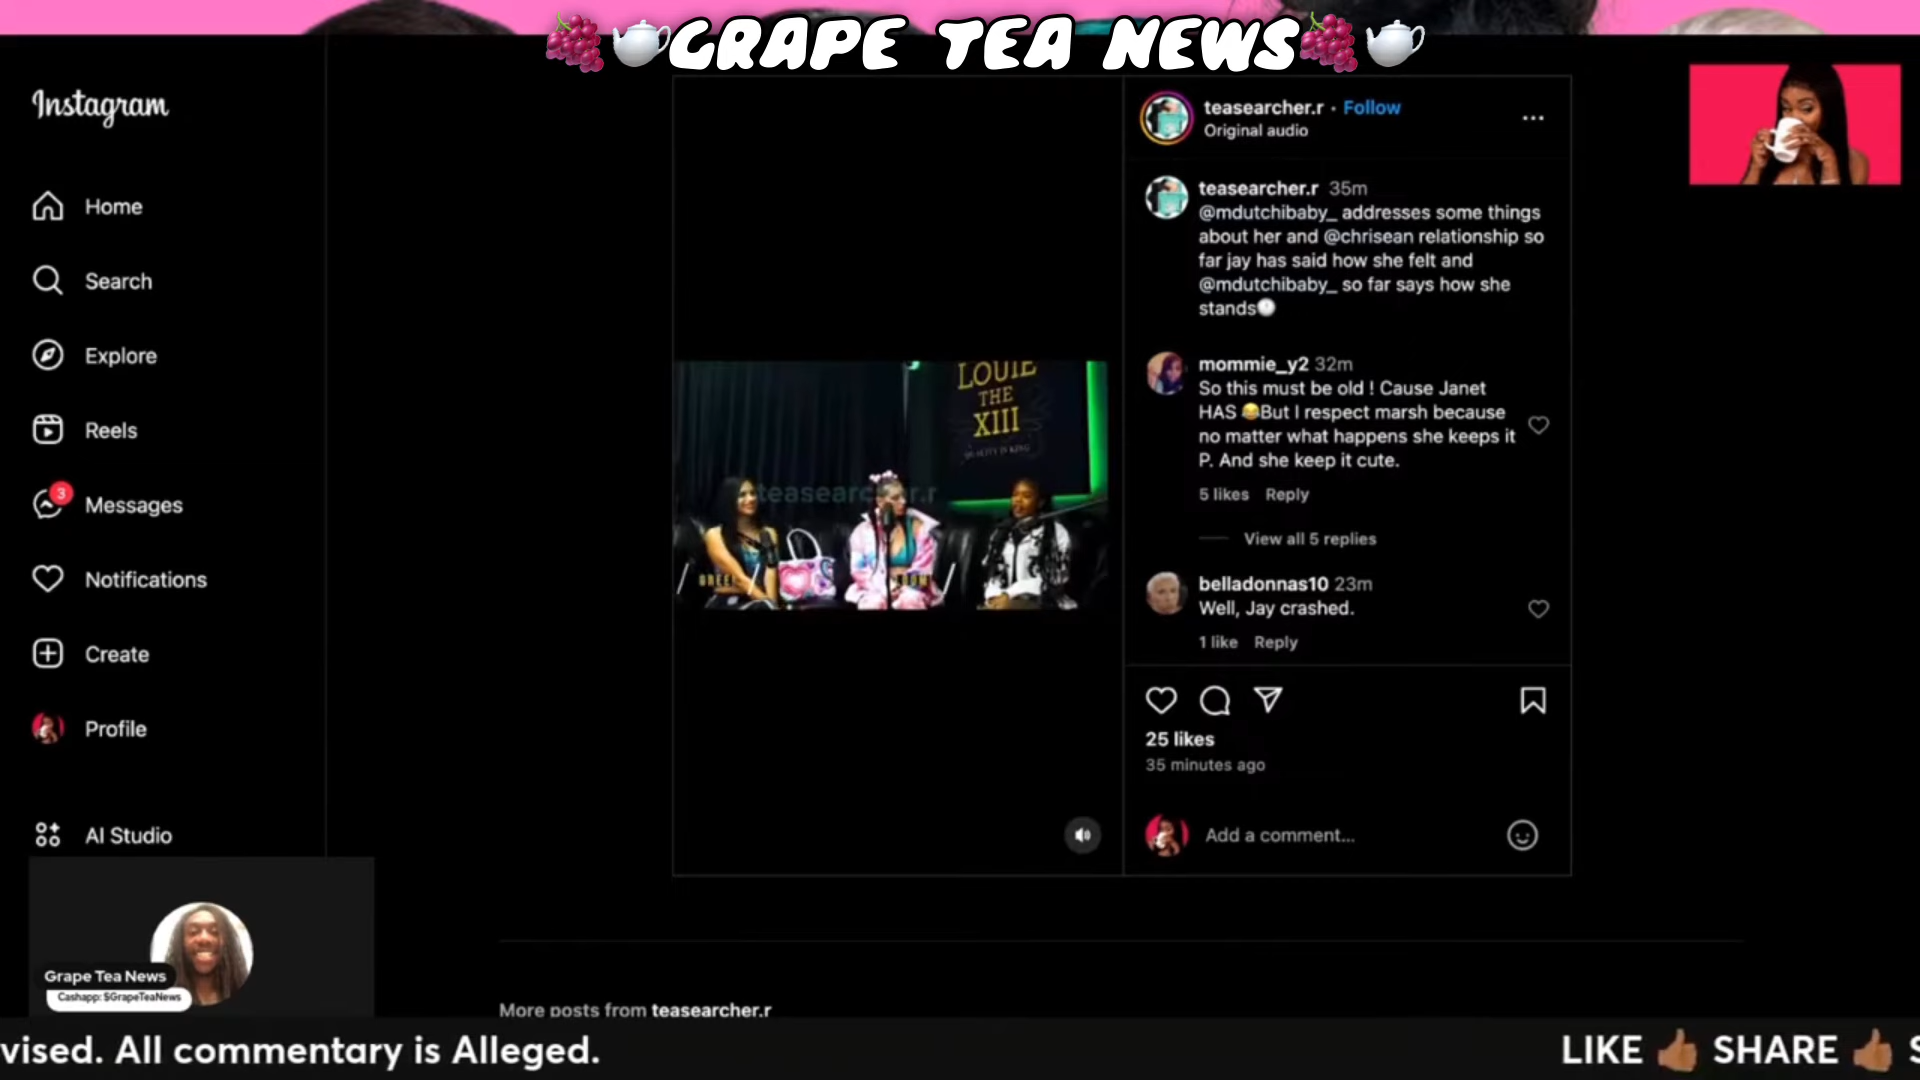 GRAPE TEA NEWS
Instagram
Home
Search
Explore
Reels
3
Messages
Notifications
Create
Profile
AI Studio
LOUIE
THE
XIII
QUALITY IS KING
teasearcher.r
teasearcher.r • Follow
Original audio
teasearcher.r 35m
@mdutchibaby_ addresses some things
about her and @chrisean relationship so
far jay has said how she felt and
@mdutchibaby_ so far says how she
stands
mommie_y2 32m
So this must be old ! Cause Janet
HAS 😂But I respect marsh because
no matter what happens she keeps it
P. And she keep it cute.
5 likes Reply
View all 5 replies
belladonnas10 23m
Well, Jay crashed.
1 like Reply
25 likes
35 minutes ago
Add a comment...
Grape Tea News
Cashapp: $GrapeTeaNews
More posts from teasearcher.r
vised. All commentary is Alleged.
LIKE 👍🏾 SHARE 👍🏾 S